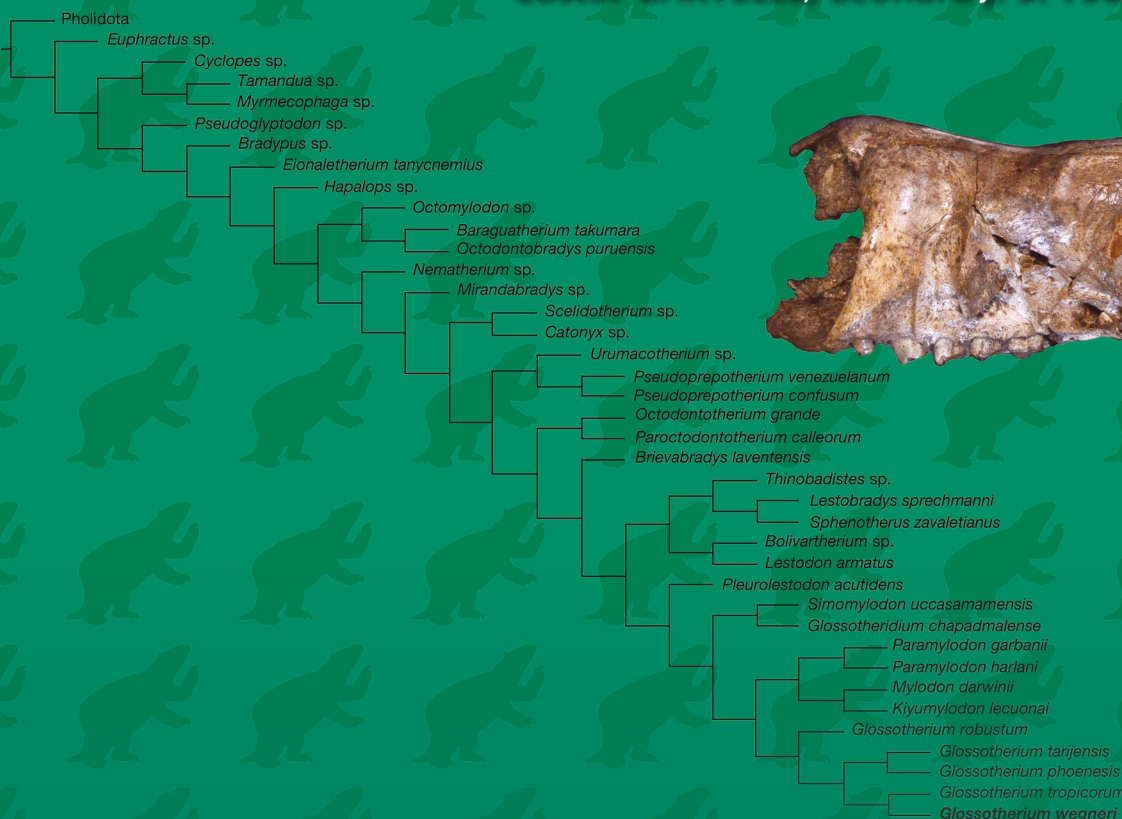 Pholidota
Euphractus sp.
Cyclopes sp.
Tamandua sp.
Myrmecophaga sp.
Pseudoglyptodon sp.
Bradypus sp.
Eionaletherium tanycnemius
Hapalops sp.
Octomylodon sp.
Baraguatherium takumara
Octodontobradys puruensis
Nematherium sp.
Mirandabradys sp.
Scelidotherium sp.
Catonyx sp.
Urumacotherium sp.
Pseudoprepotherium venezuelanum
Pseudoprepotherium confusum
Octodontotherium grande
Paroctodontotherium calleorum
Brievabradys laventensis
Thinobadistes sp.
Lestobradys sprechmanni
Sphenotherus zavaletianus
Bolivartherium sp.
Lestodon armatus
Pleurolestodon acutidens
Simomylodon uccasamamensis
Glossotheridium chapadmalense
Paramylodon garbanii
Paramylodon harlani
Mylodon darwinii
Kiyumylodon lecuonai
Glossotherium robustum
Glossotherium tarijensis
Glossotherium phoenesis
Glossotherium tropicorum
Glossotherium wegneri